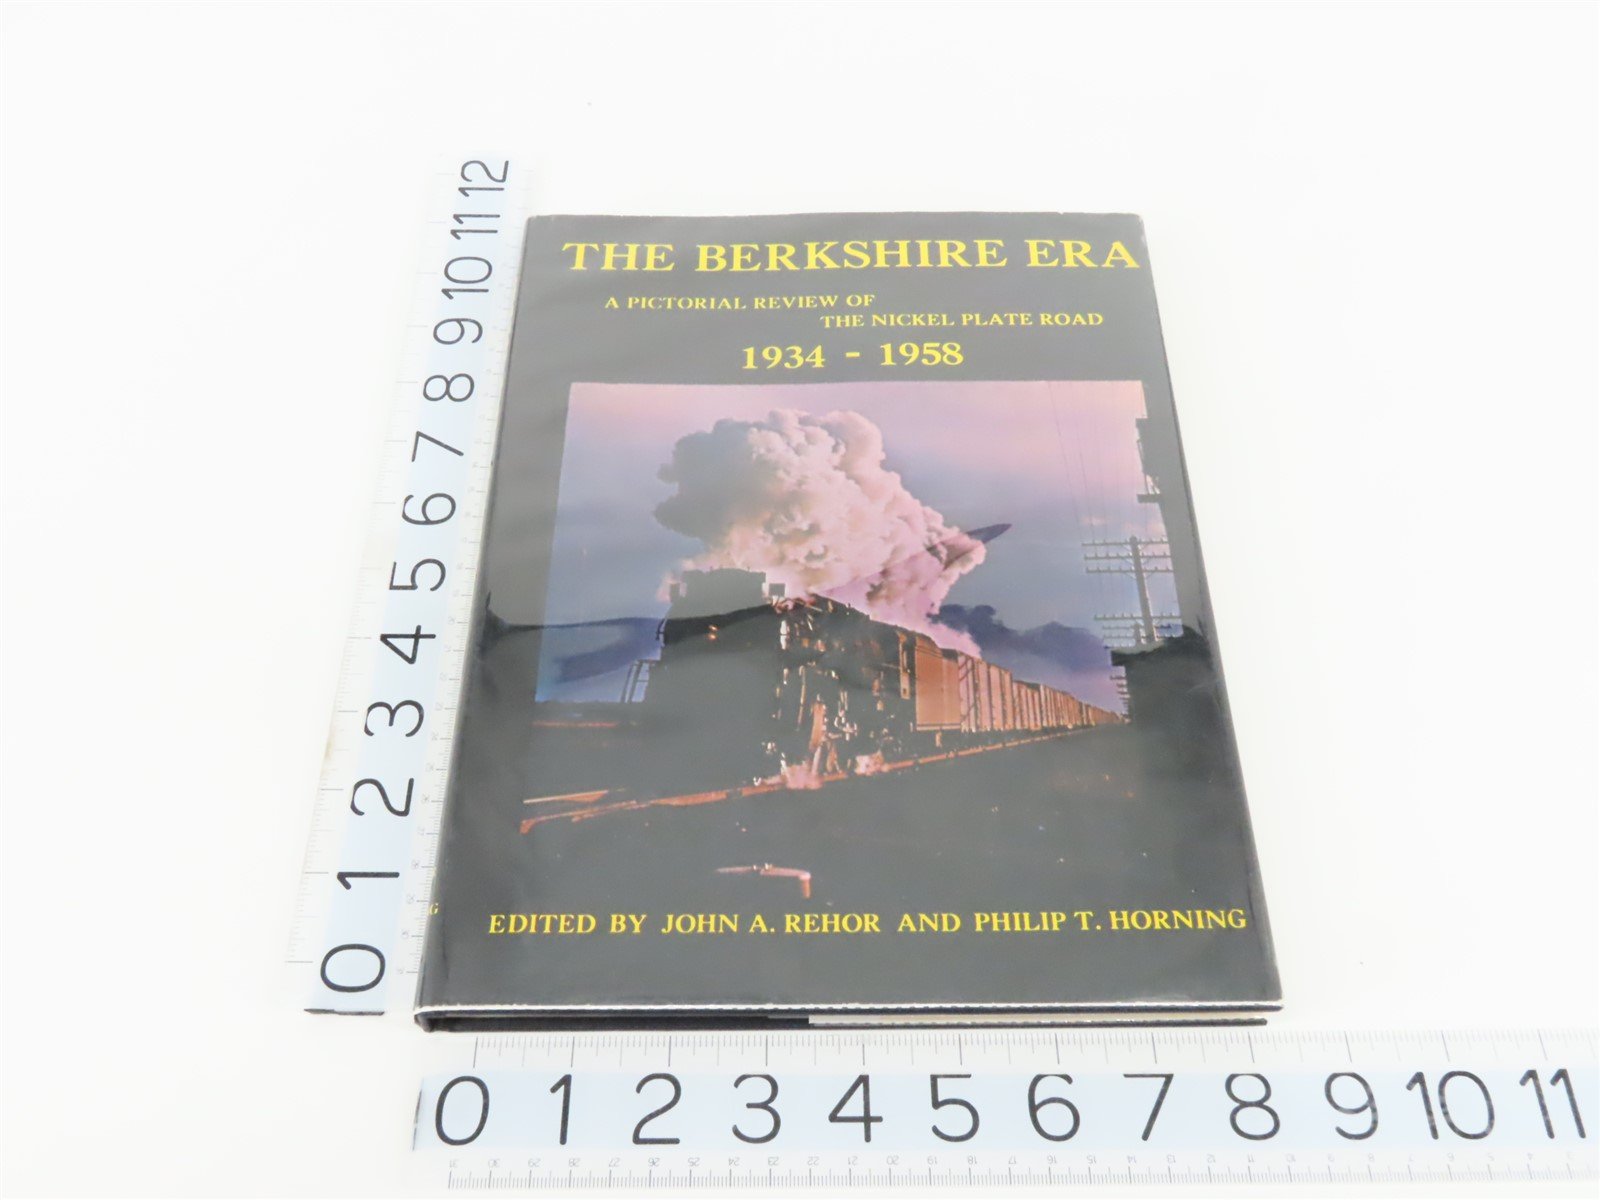 THE BERKSHIRE ERA
A PICTORIAL REVIEW OF
THE NICKEL PLATE ROAD
1934 - 1958
G
EDITED BY JOHN A. REHOR AND PHILIP T. HORNING
0 1 2 3 4 5 6 7 8 9 10 11 12
0 1 2 3 4 5 6 7 8 9 10 11